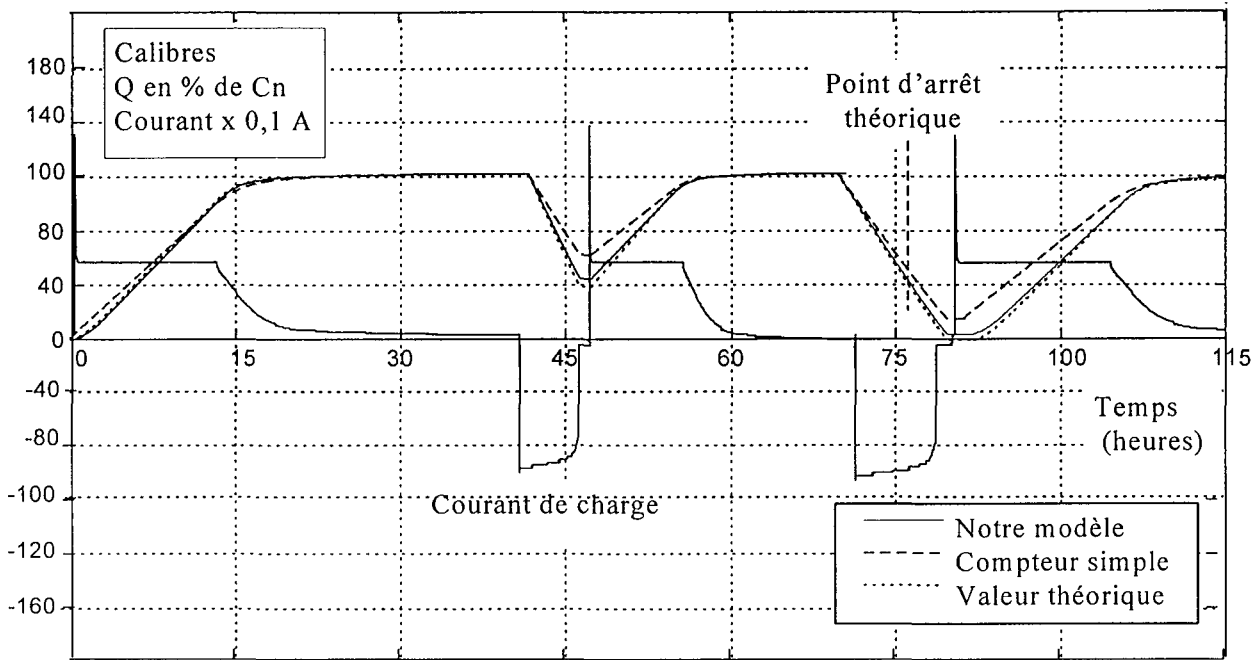 Calibres
Q en % de Cn
Courant x 0,1 A
Point d'arrêt
théorique
180
140
100
80
40
0
-40
-80
-100
-120
-160
0
15
30
45
60
75
100
115
Temps
(heures)
Courant de charge
Notre modèle
Compteur simple
Valeur théorique